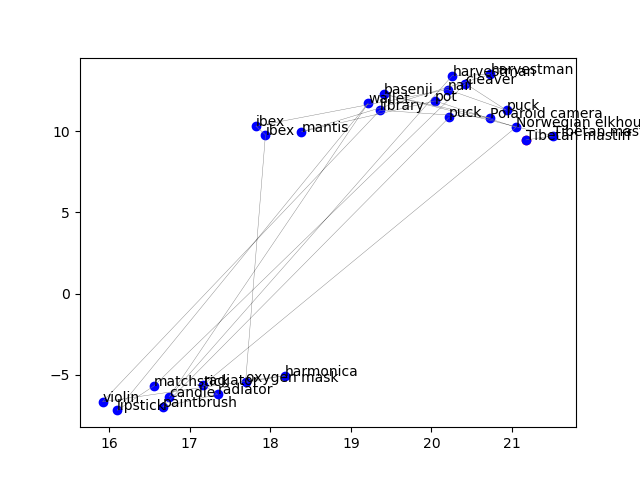 harvestman
harvestman
cleaver
nail
basenji
wallet
pot
library
puck
puck
Polaroid camera
Norwegian elkhou
ibex
ibex
mantis
Tibetan mastiff
Tibetan mas
10
5
0
−5
harmonica
oxygen mask
matchstick
radiator
radiator
candle
violin
lipstick
paintbrush
16
17
18
19
20
21